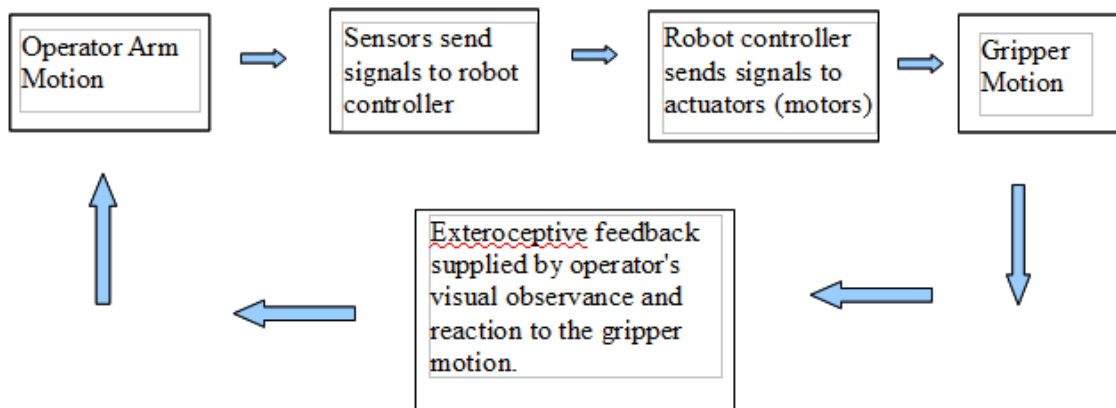 Operator Arm
Motion
Sensors send
signals to robot
controller
Robot controller
sends signals to
actuators (motors)
Gripper
Motion
Exteroceptive feedback
supplied by operator's
visual observance and
reaction to the gripper
motion.